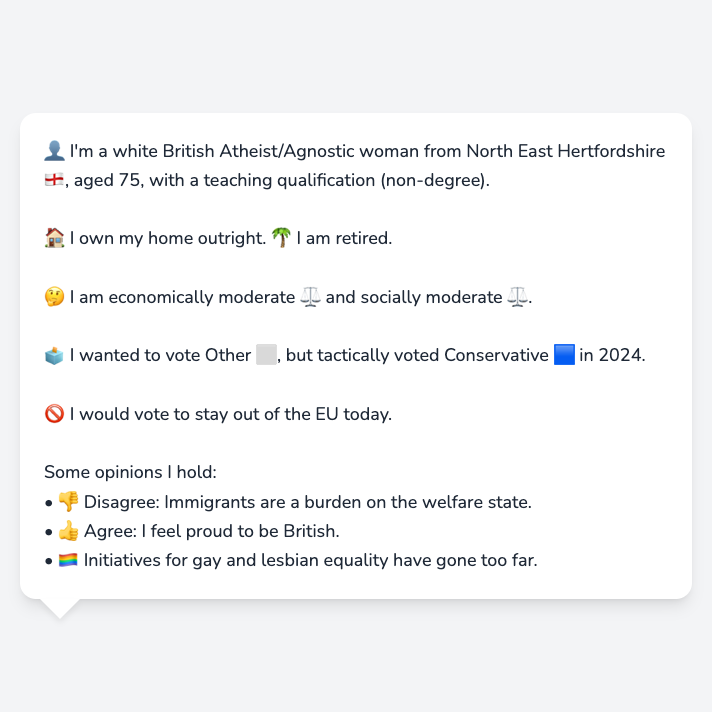 👤 I'm a white British Atheist/Agnostic woman from North East Hertfordshire
🏴󠁧󠁢󠁥󠁮󠁧󠁿, aged 75, with a teaching qualification (non-degree).
🏠 I own my home outright. 🌴 I am retired.
🤔 I am economically moderate ⚖️ and socially moderate ⚖️.
🗳️ I wanted to vote Other ⬜, but tactically voted Conservative 🟦 in 2024.
🚫 I would vote to stay out of the EU today.
Some opinions I hold:
• 👎 Disagree: Immigrants are a burden on the welfare state.
• 👍 Agree: I feel proud to be British.
• 🏳️‍🌈 Initiatives for gay and lesbian equality have gone too far.